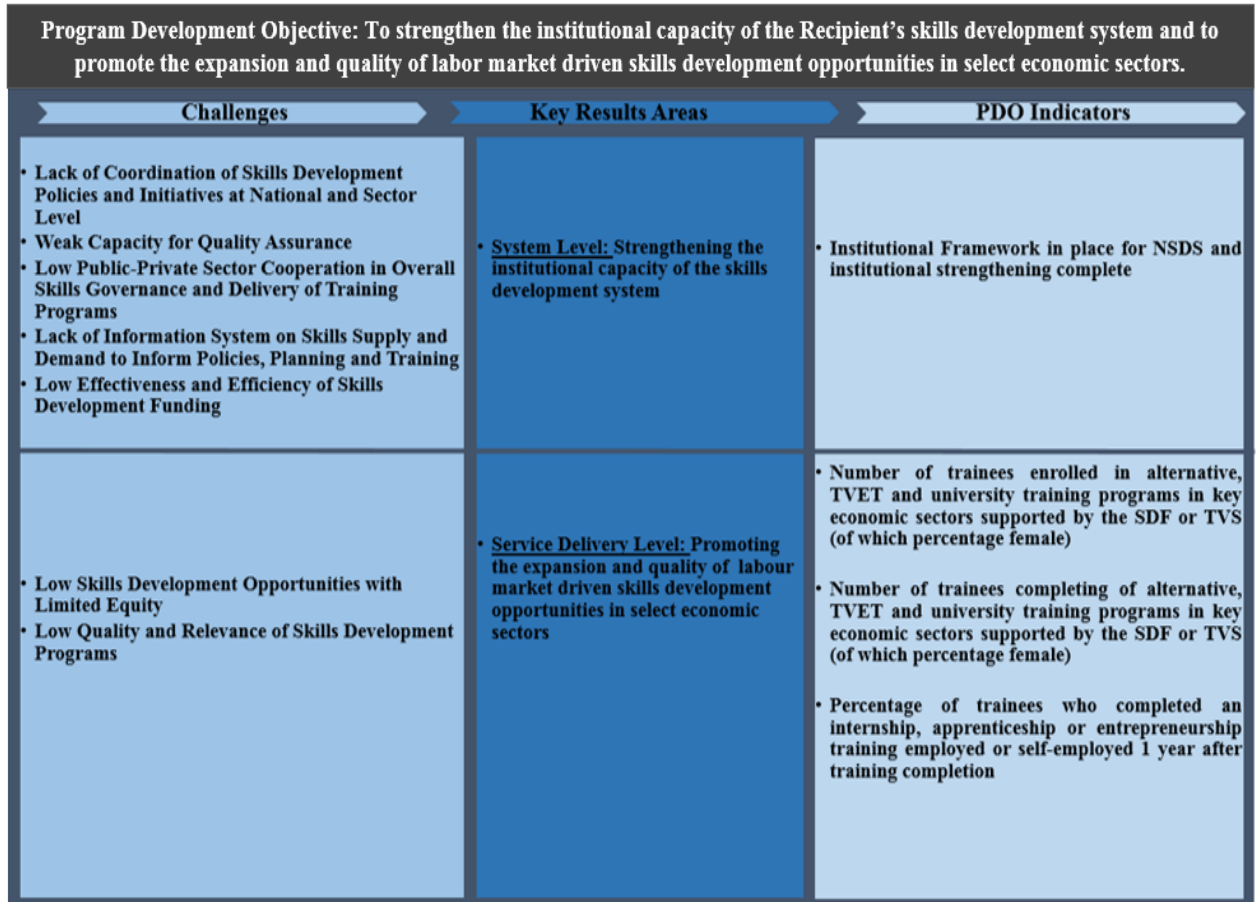 Program Development Objective: To strengthen the institutional capacity of the Recipient’s skills development system and to
promote the expansion and quality of labor market driven skills development opportunities in select economic sectors.
Challenges
Key Results Areas
PDO Indicators
• Lack of Coordination of Skills Development
Policies and Initiatives at National and Sector
Level
• Weak Capacity for Quality Assurance
• Low Public-Private Sector Cooperation in Overall
Skills Governance and Delivery of Training
Programs
• Lack of Information System on Skills Supply and
Demand to Inform Policies, Planning and Training
• Low Effectiveness and Efficiency of Skills
Development Funding
• System Level: Strengthening the
institutional capacity of the skills
development system
• Institutional Framework in place for NSDS and
institutional strengthening complete
• Low Skills Development Opportunities with
Limited Equity
• Low Quality and Relevance of Skills Development
Programs
• Service Delivery Level: Promoting
the expansion and quality of labour
market driven skills development
opportunities in select economic
sectors
• Number of trainees enrolled in alternative,
TVET and university training programs in key
economic sectors supported by the SDF or TVS
(of which percentage female)
• Number of trainees completing of alternative,
TVET and university training programs in key
economic sectors supported by the SDF or TVS
(of which percentage female)
• Percentage of trainees who completed an
internship, apprenticeship or entrepreneurship
training employed or self-employed 1 year after
training completion